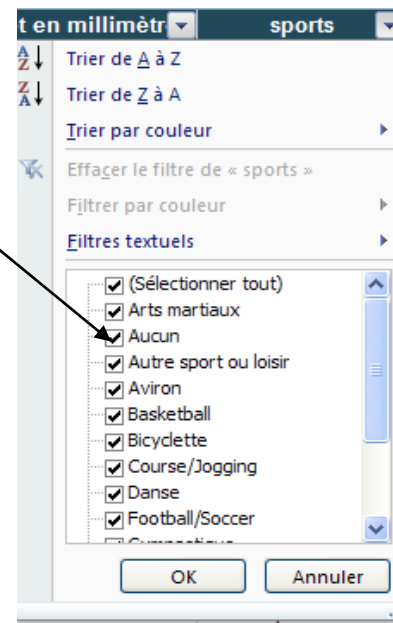 t en millimètr sports
Trier de A à Z
Trier de Z à A
Trier par couleur
Effacer le filtre de « sports »
Filtrer par couleur
Filtres textuels
(Sélectionner tout)
Arts martiaux
Aucun
Autre sport ou loisir
Aviron
Basketball
Bicyclette
Course/Jogging
Danse
Football/Soccer
OK Annuler